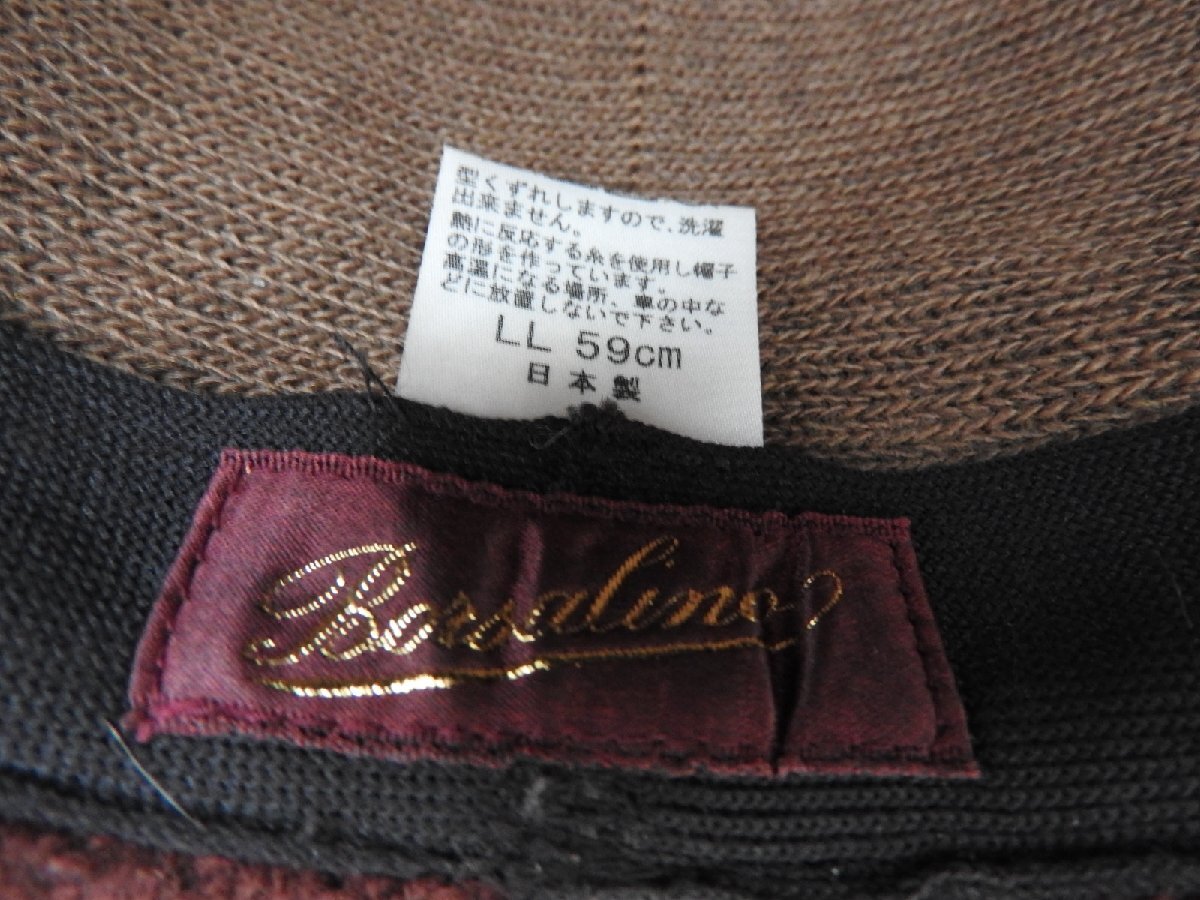 型くずれしますので、洗濯
出来ません。
熱に反応する糸を使用し帽子
の形を作っています。
高温になる場所、車の中な
どに放置しないで下さい。
LL 59cm
日本製
Borsalino